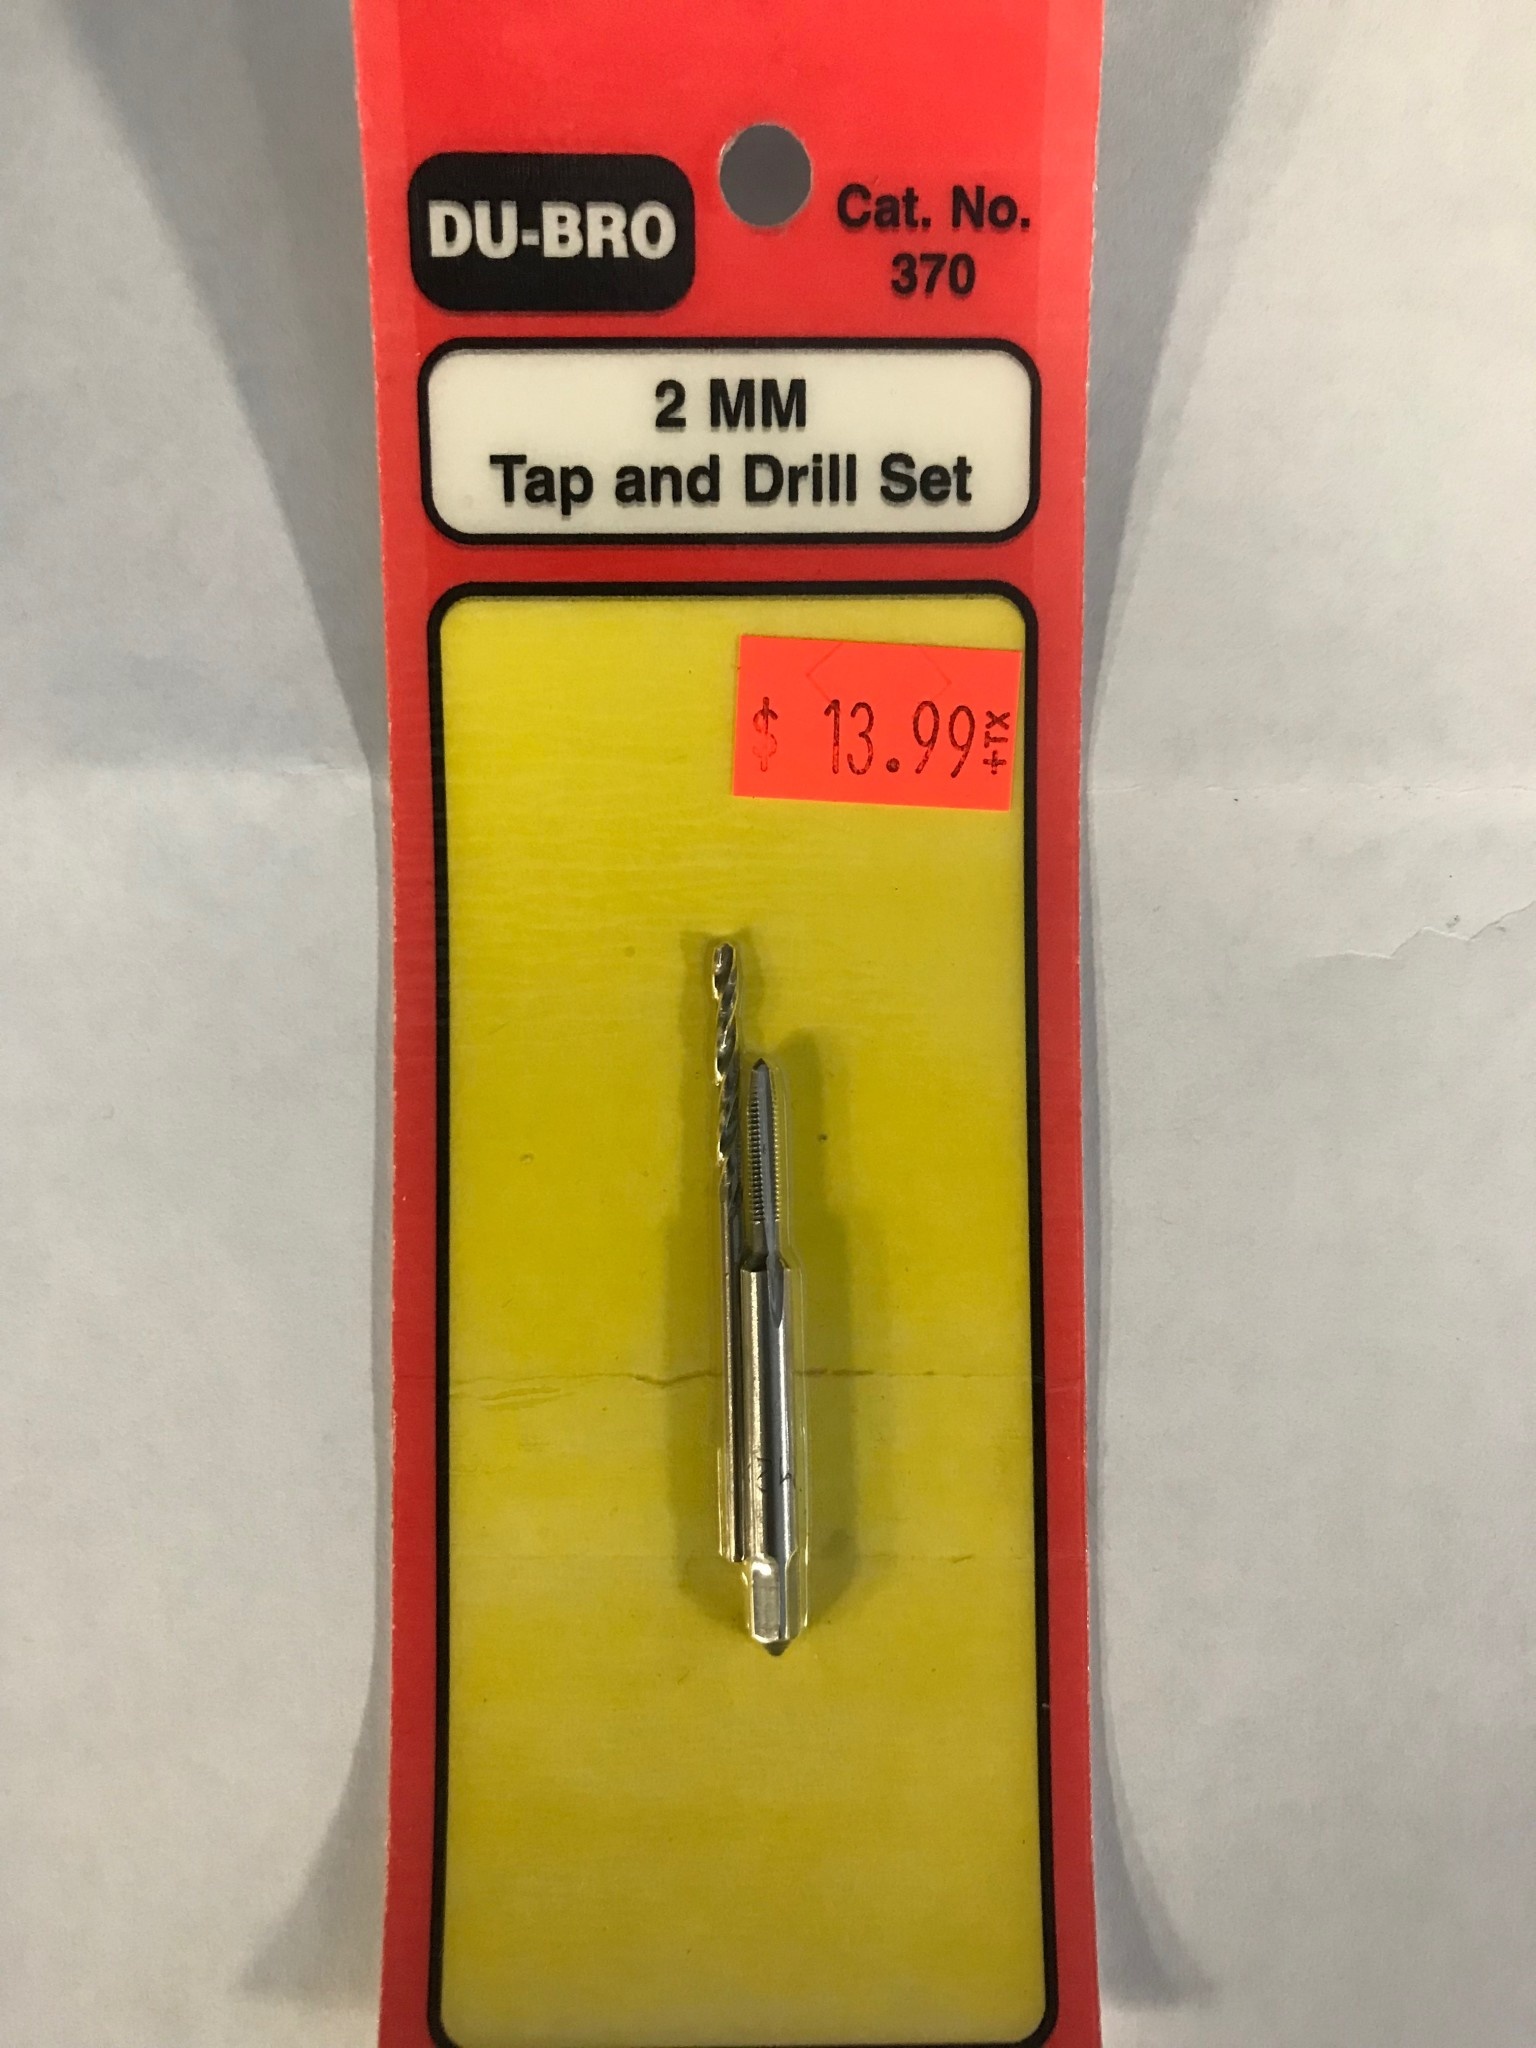 DU-BRO
Cat. No.
370
2 MM
Tap and Drill Set
$ 13.99+TX